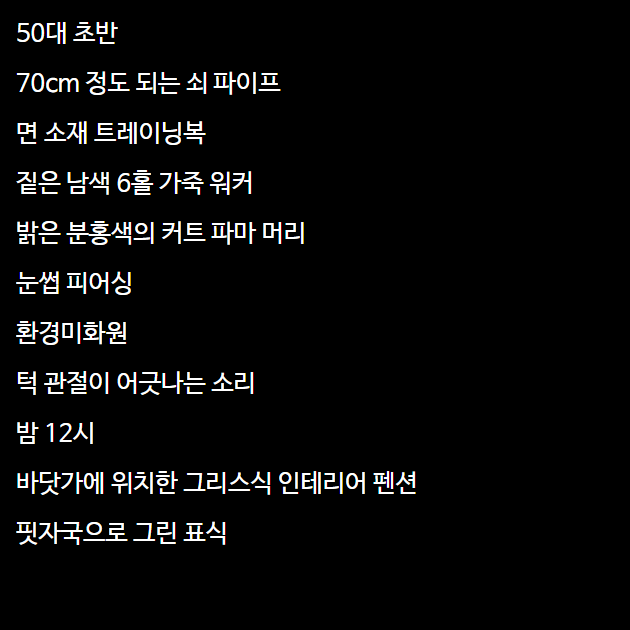 50대 초반
70cm 정도 되는 쇠 파이프
면 소재 트레이닝복
짙은 남색 6홀 가죽 워커
밝은 분홍색의 커트 파마 머리
눈썹 피어싱
환경미화원
턱 관절이 어긋나는 소리
밤 12시
바닷가에 위치한 그리스식 인테리어 펜션
핏자국으로 그린 표식